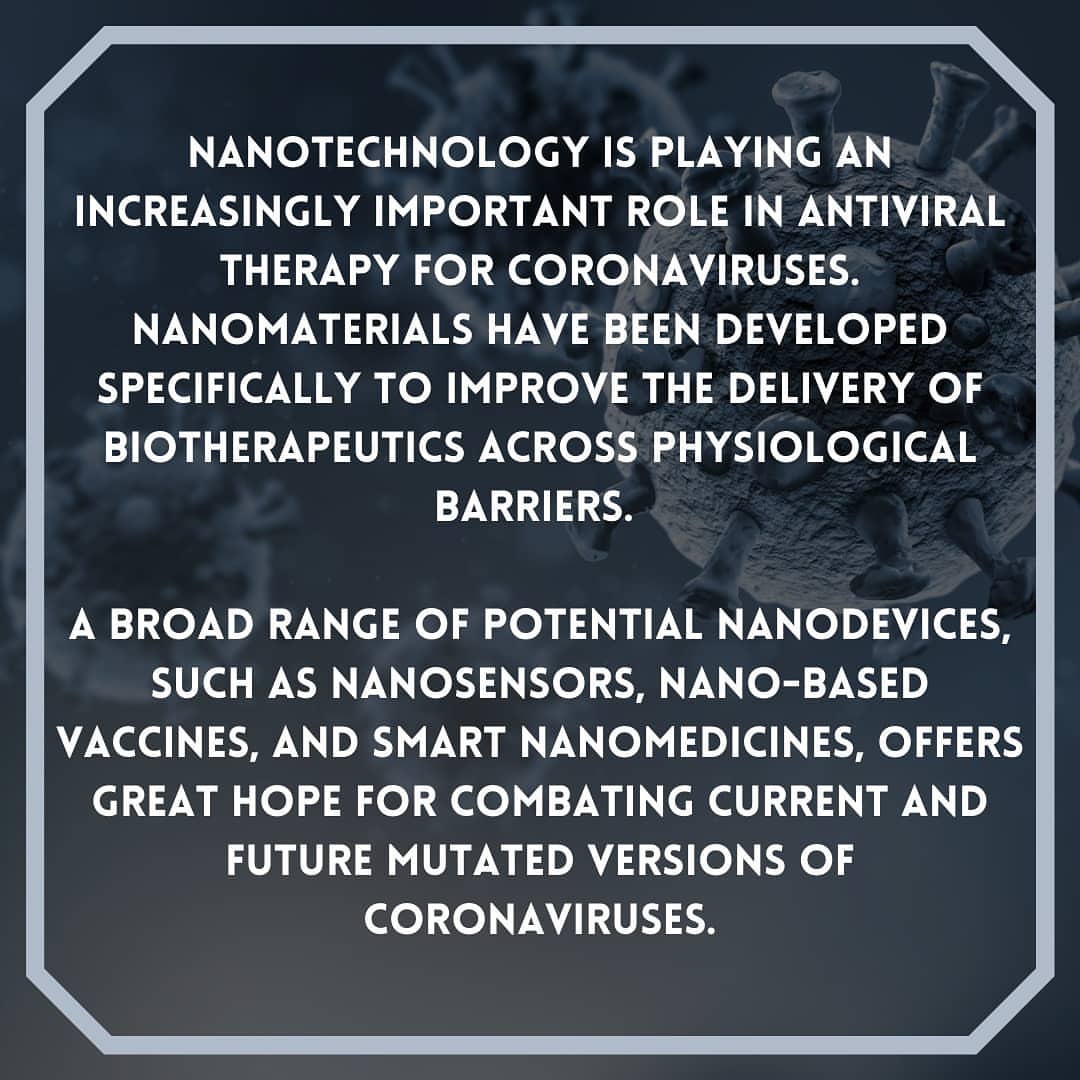 NANOTECHNOLOGY IS PLAYING AN
INCREASINGLY IMPORTANT ROLE IN ANTIVIRAL
THERAPY FOR CORONAVIRUSES.
NANOMATERIALS HAVE BEEN DEVELOPED
SPECIFICALLY TO IMPROVE THE DELIVERY OF
BIOTHERAPEUTICS ACROSS PHYSIOLOGICAL
BARRIERS.
A BROAD RANGE OF POTENTIAL NANODEVICES,
SUCH AS NANOSENSORS, NANO-BASED
VACCINES, AND SMART NANOMEDICINES, OFFERS
GREAT HOPE FOR COMBATING CURRENT AND
FUTURE MUTATED VERSIONS OF
CORONAVIRUSES.